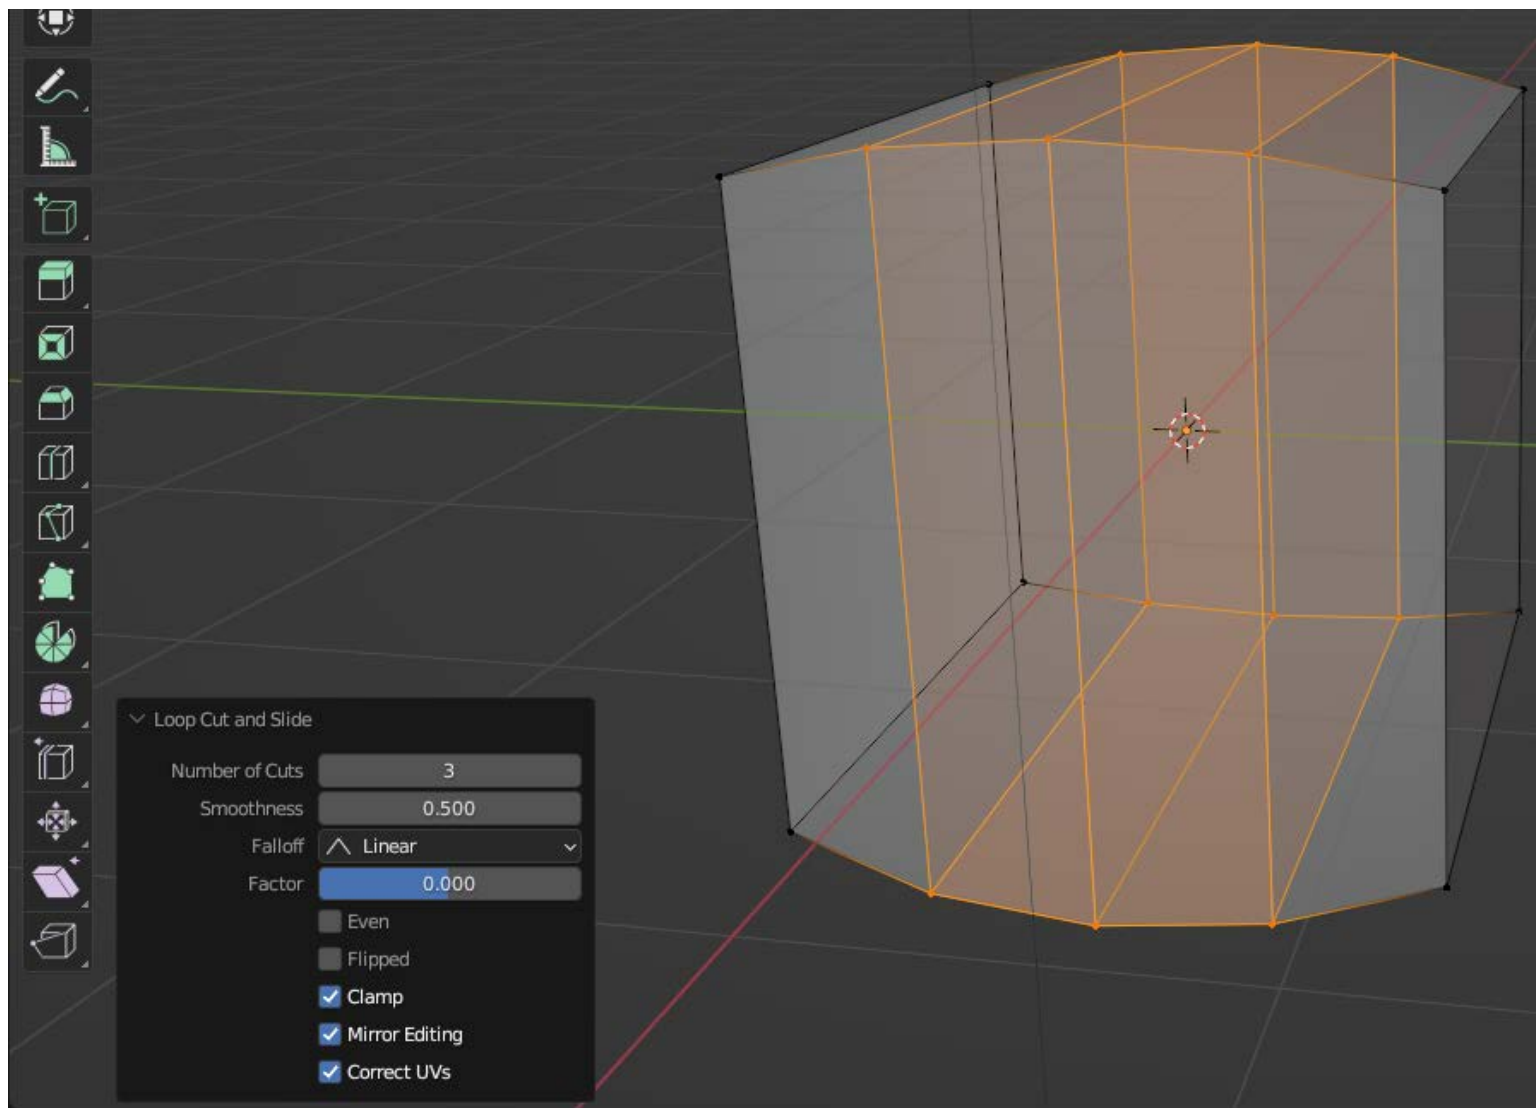 Loop Cut and Slide
Number of Cuts 3
Smoothness 0.500
Falloff Linear
Factor 0.000
Even
Flipped
Clamp
Mirror Editing
Correct UVs